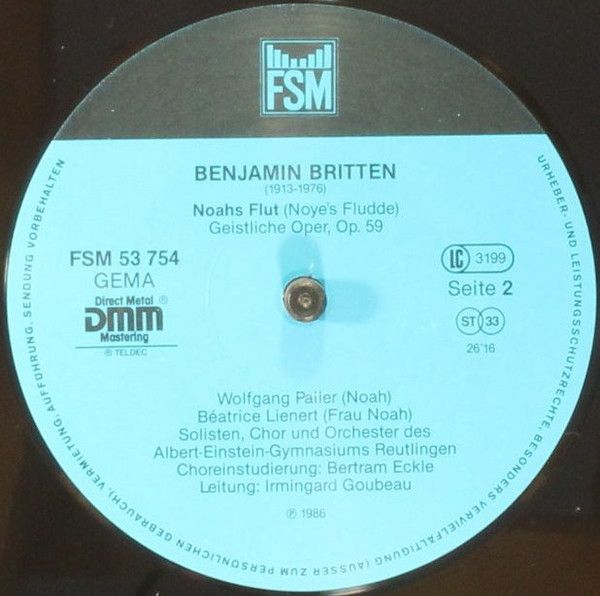 FSM
BENJAMIN BRITTEN
(1913-1976)
Noahs Flut (Noye's Fludde)
Geistliche Oper, Op. 59
FSM 53 754
GEMA
Direct Metal ®
DMM
Mastering
® TELDEC
LC 3199
Seite 2
ST 33
26'16
Wolfgang Pailer (Noah)
Béatrice Lienert (Frau Noah)
Solisten, Chor und Orchester des
Albert-Einstein-Gymnasiums Reutlingen
Choreinstudierung: Bertram Eckle
Leitung: Irmingard Goubeau
℗ 1986
URHEBER- UND LEISTUNGSSCHUTZRECHTE, BESONDERS VERVIELFÄLTIGUNG (AUSSER ZUM PERSÖNLICHEN GEBRAUCH), VERMIETUNG, AUFFÜHRUNG, SENDUNG VORBEHALTEN